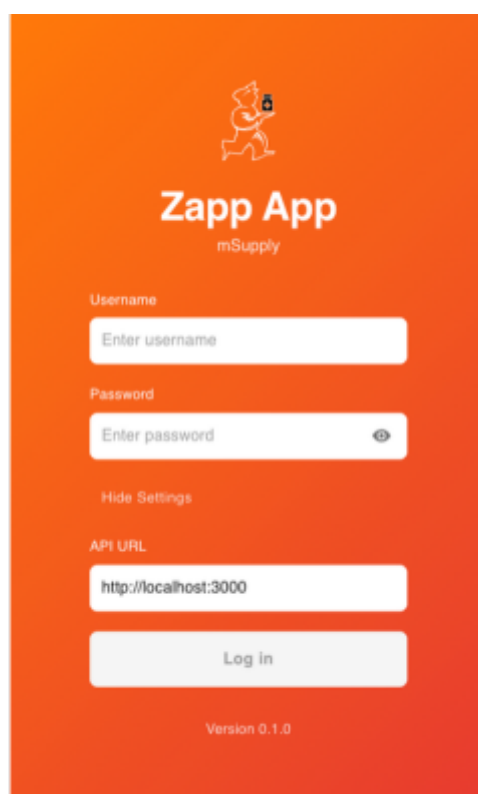 Zapp App
mSupply
Username
Enter username
Password
Enter password
Hide Settings
API URL
http://localhost:3000
Log in
Version 0.1.0